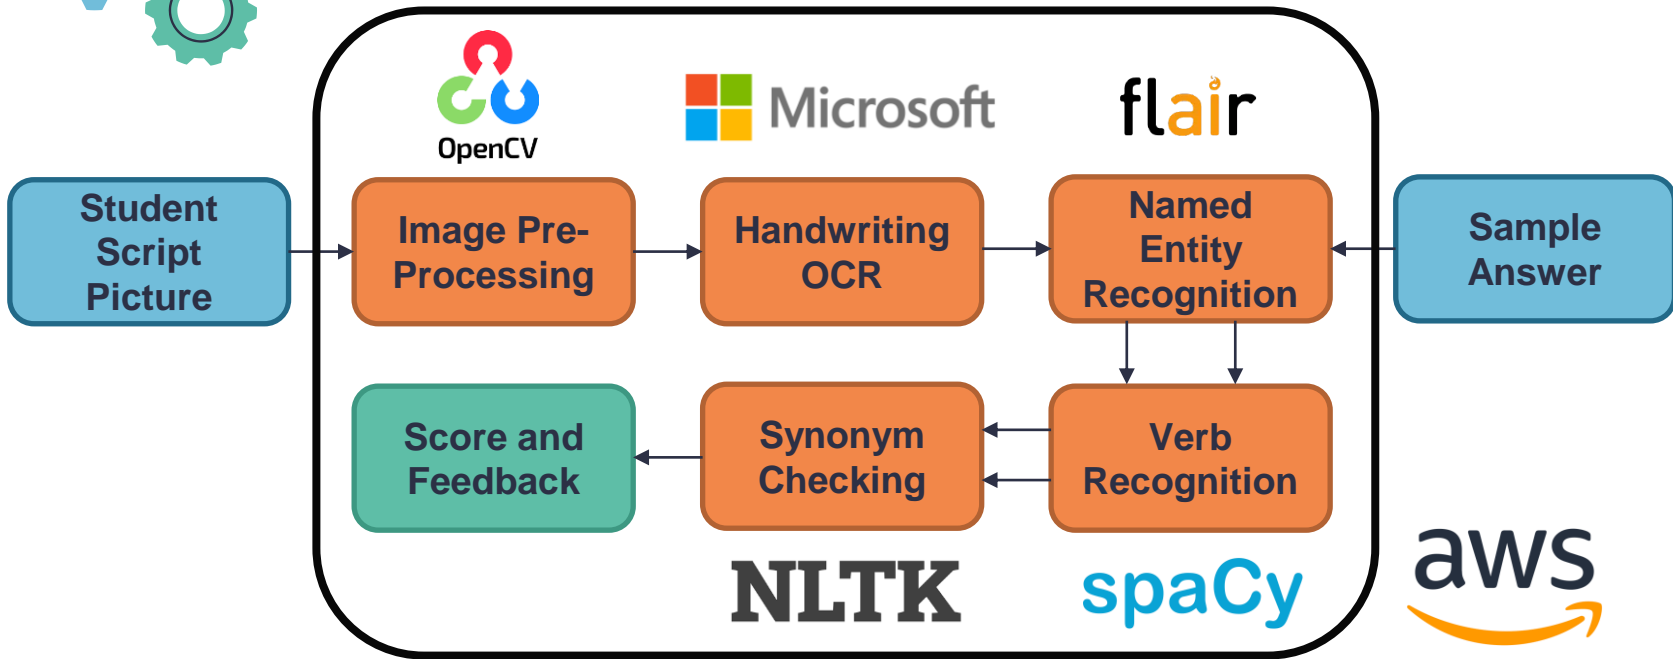 OpenCV
Microsoft
flair
Student
Script
Picture
Image Pre-
Processing
Handwriting
OCR
Named
Entity
Recognition
Sample
Answer
Score and
Feedback
Synonym
Checking
Verb
Recognition
NLTK
spaCy
aws